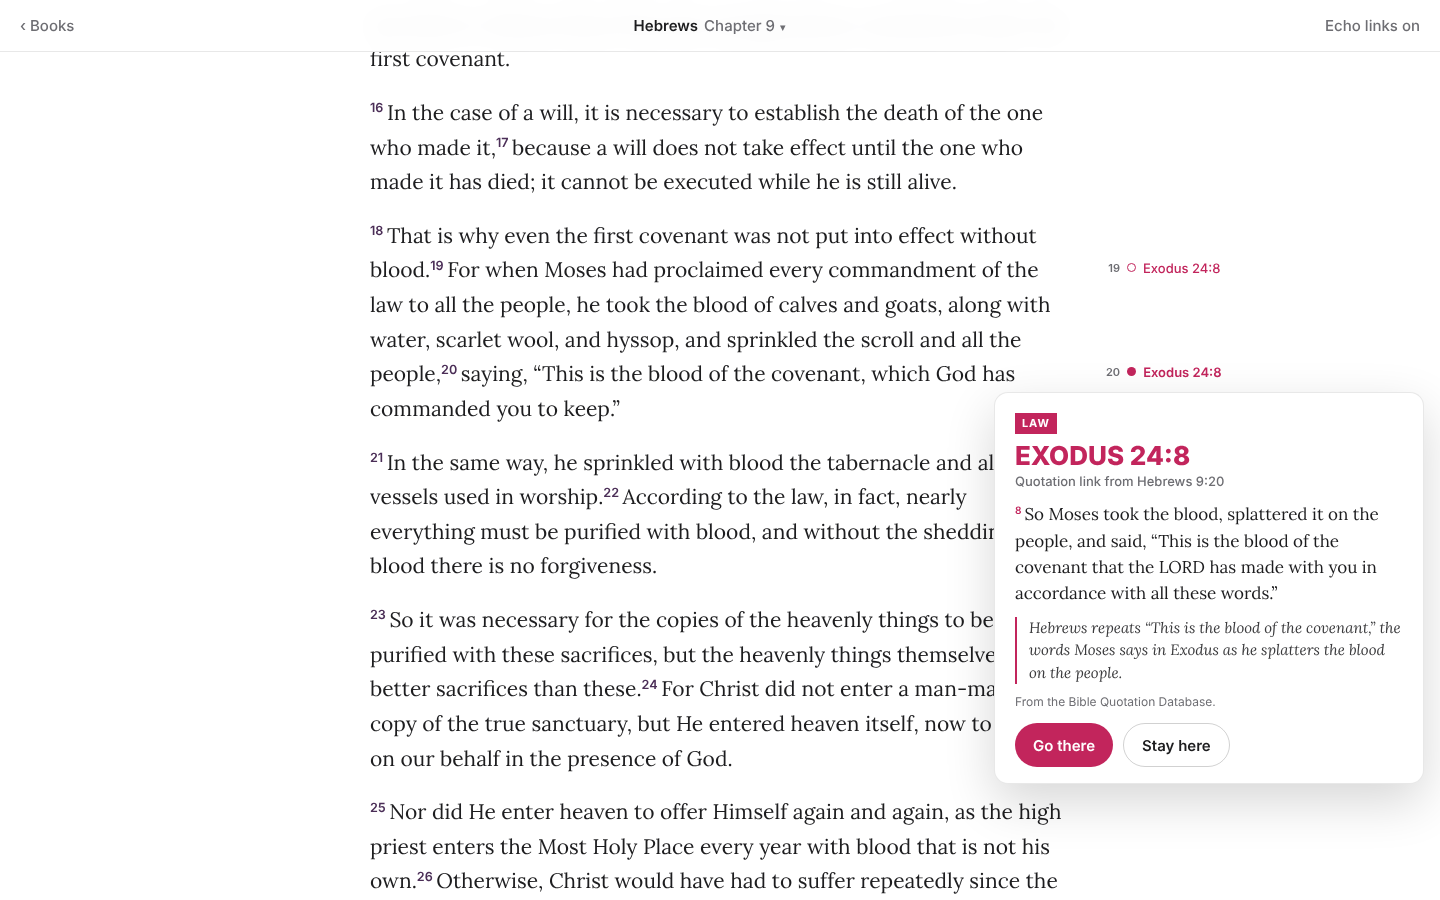 ‹ Books
Hebrews Chapter 9 ▾
Echo links on
first covenant.
16 In the case of a will, it is necessary to establish the death of the one
who made it,17 because a will does not take effect until the one who
made it has died; it cannot be executed while he is still alive.
18 That is why even the first covenant was not put into effect without
blood.19 For when Moses had proclaimed every commandment of the
law to all the people, he took the blood of calves and goats, along with
water, scarlet wool, and hyssop, and sprinkled the scroll and all the
people,20 saying, “This is the blood of the covenant, which God has
commanded you to keep.”
21 In the same way, he sprinkled with blood the tabernacle and al
vessels used in worship.22 According to the law, in fact, nearly
everything must be purified with blood, and without the sheddin
blood there is no forgiveness.
23 So it was necessary for the copies of the heavenly things to be
purified with these sacrifices, but the heavenly things themselve
better sacrifices than these.24 For Christ did not enter a man-ma
copy of the true sanctuary, but He entered heaven itself, now to
on our behalf in the presence of God.
25 Nor did He enter heaven to offer Himself again and again, as the high
priest enters the Most Holy Place every year with blood that is not his
own.26 Otherwise, Christ would have had to suffer repeatedly since the
19 Exodus 24:8
20 Exodus 24:8
LAW
EXODUS 24:8
Quotation link from Hebrews 9:20
8 So Moses took the blood, splattered it on the
people, and said, “This is the blood of the
covenant that the LORD has made with you in
accordance with all these words.”
Hebrews repeats “This is the blood of the covenant,” the
words Moses says in Exodus as he splatters the blood
on the people.
From the Bible Quotation Database.
Go there
Stay here